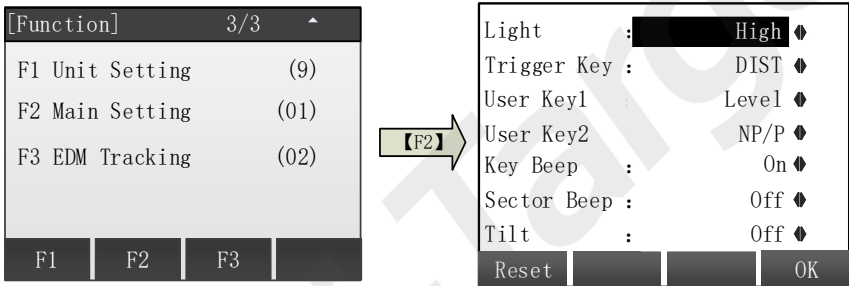 [Function] 3/3
F1 Unit Setting (9)
F2 Main Setting (01)
F3 EDM Tracking (02)
F1 F2 F3
【F2】
Light : High
Trigger Key : DIST
User Key1 : Level
User Key2 NP/P
Key Beep : On
Sector Beep : Off
Tilt : Off
Reset OK